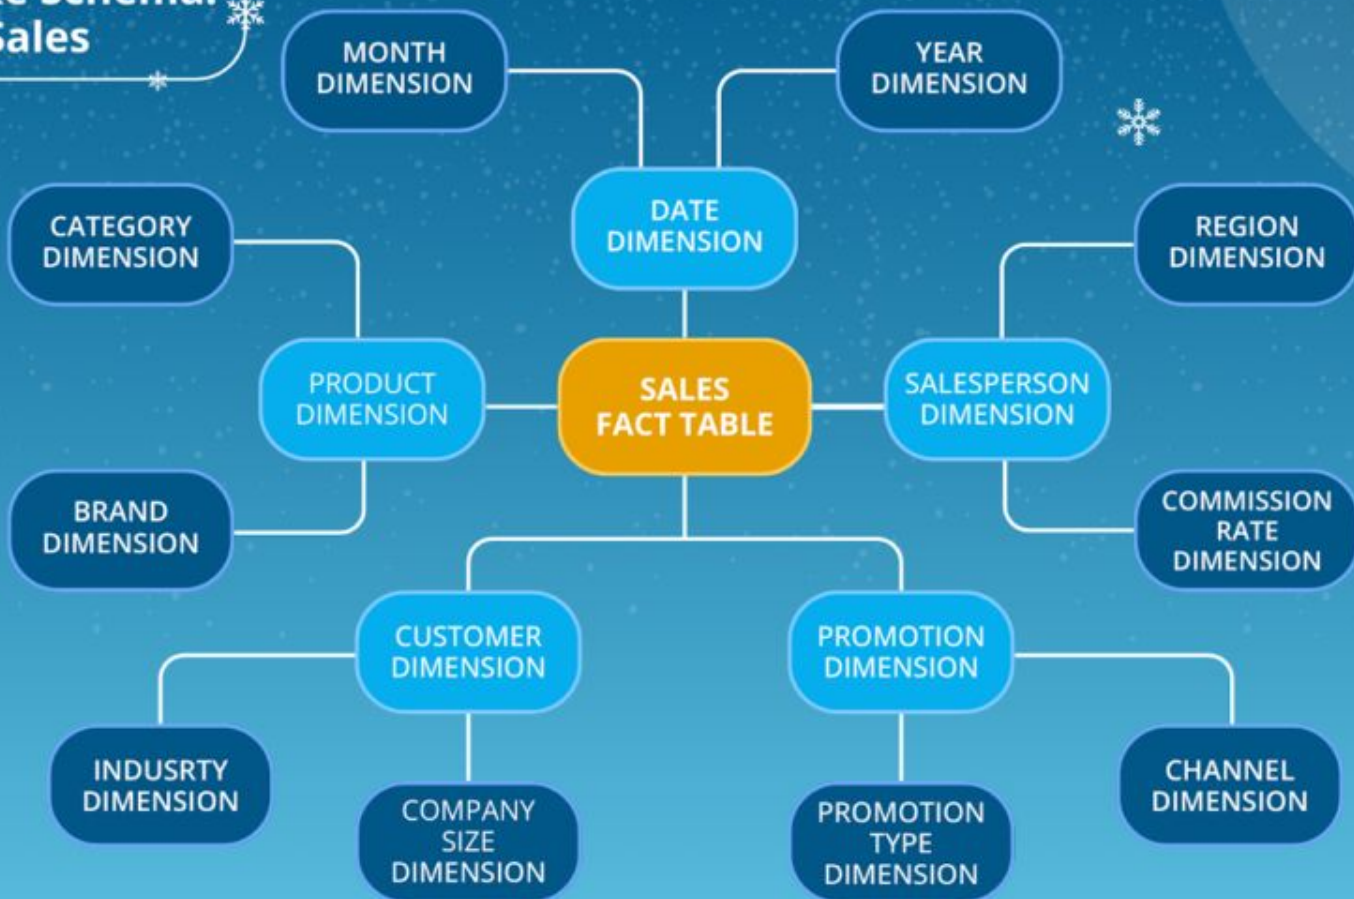 Schema:
Sales
MONTH
DIMENSION
YEAR
DIMENSION
CATEGORY
DIMENSION
DATE
DIMENSION
REGION
DIMENSION
PRODUCT
DIMENSION
SALES
FACT TABLE
SALESPERSON
DIMENSION
BRAND
DIMENSION
COMMISSION
RATE
DIMENSION
CUSTOMER
DIMENSION
PROMOTION
DIMENSION
INDUSRTY
DIMENSION
COMPANY
SIZE
DIMENSION
PROMOTION
TYPE
DIMENSION
CHANNEL
DIMENSION